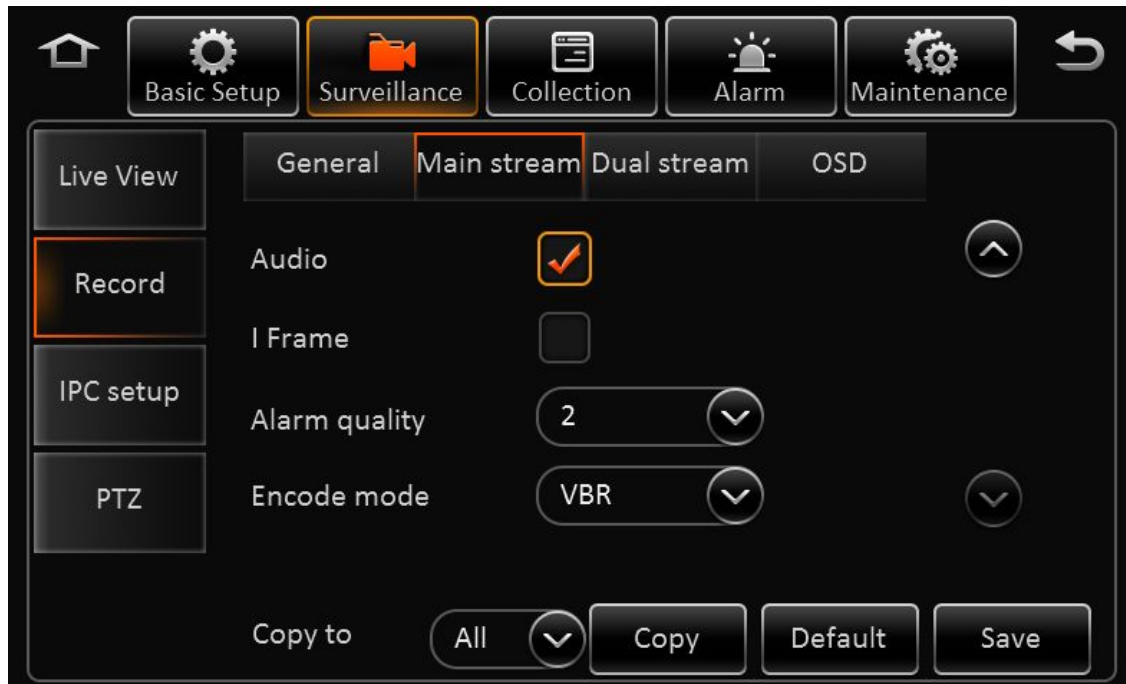 Basic Setup Surveillance Collection Alarm Maintenance
Live View
Record
IPC setup
PTZ
General Main stream Dual stream OSD
Audio
I Frame
Alarm quality 2
Encode mode VBR
Copy to All Copy Default Save